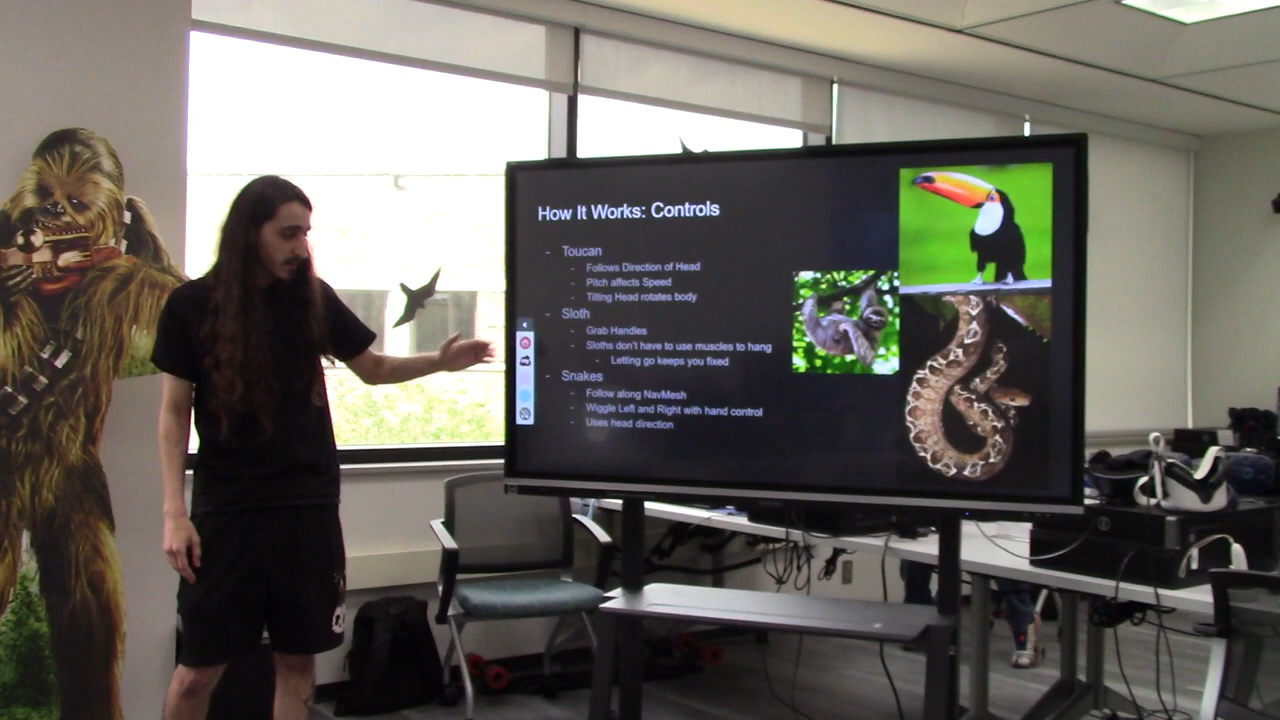 How It Works: Controls
- Toucan
- Follows Direction of Head
- Pitch affects Speed
- Tilting Head rotates body
- Sloth
- Grab Handles
- Sloths don't have to use muscles to hang
- Letting go keeps you fixed
- Snakes
- Follow along NavMesh
- Wiggle Left and Right with hand control
- Uses head direction